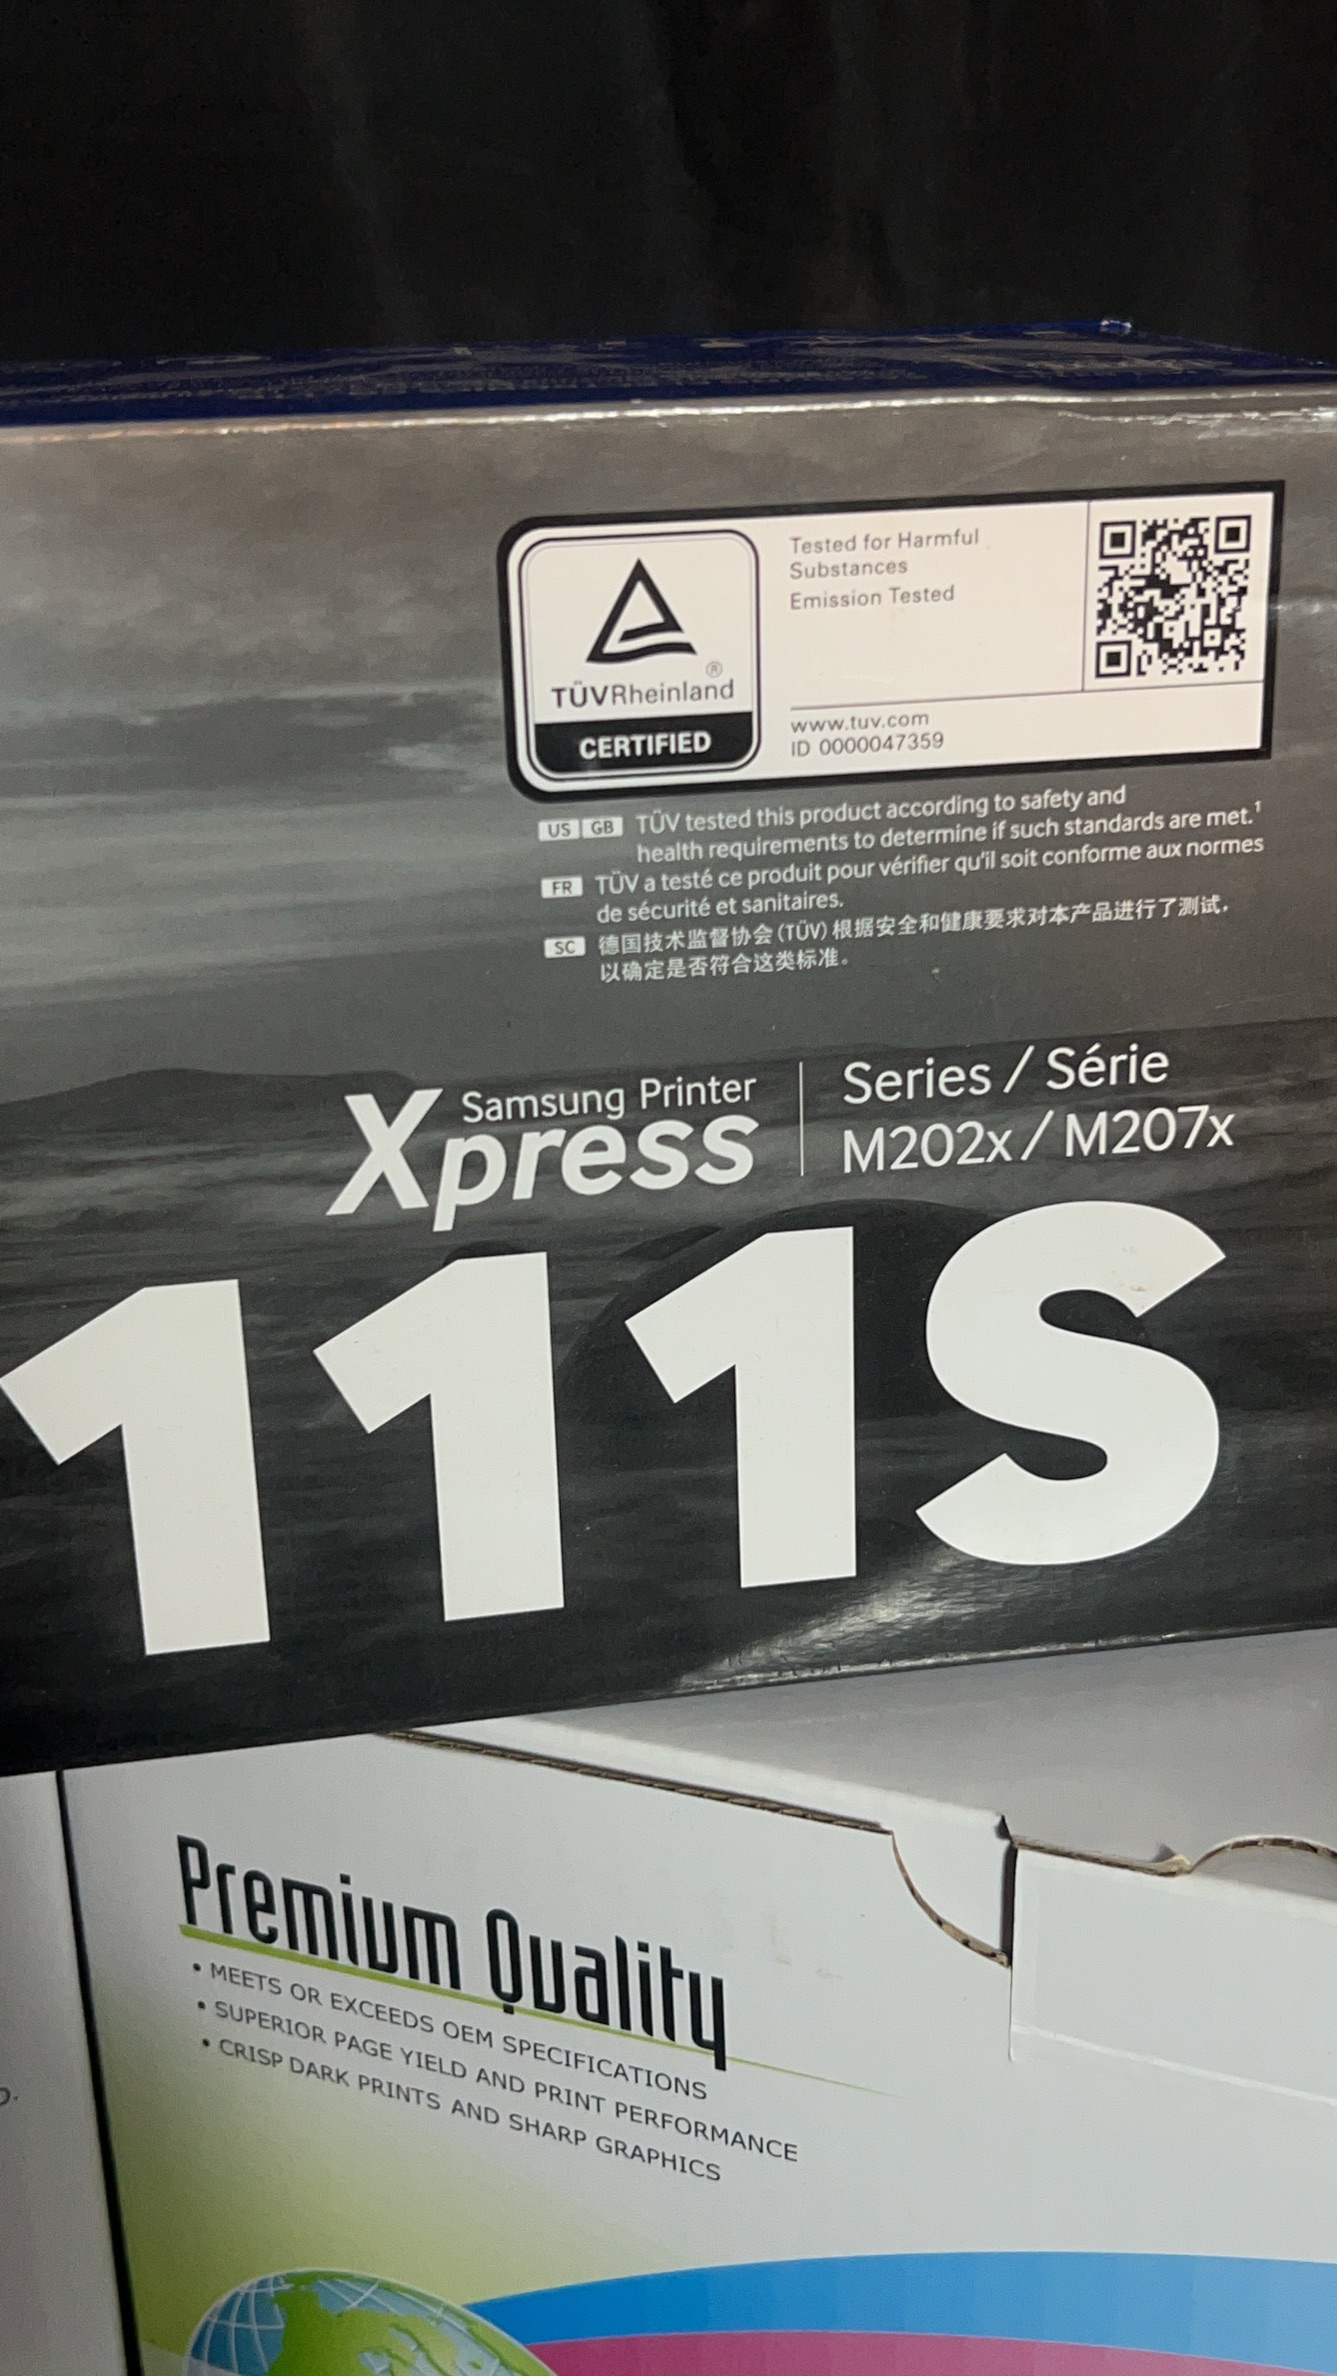 Tested for Harmful
Substances
Emission Tested
®
TÜVRheinland
CERTIFIED
www.tuv.com
ID 0000047359
US GB TÜV tested this product according to safety and
health requirements to determine if such standards are met.¹
FR TÜV a testé ce produit pour vérifier qu'il soit conforme aux normes
de sécurité et sanitaires.
SC 德国技术监督协会(TÜV)根据安全和健康要求对本产品进行了测试,
以确定是否符合这类标准。
Samsung Printer
Xpress
Series / Série
M202x / M207x
111S
Premium Quality
• MEETS OR EXCEEDS OEM SPECIFICATIONS
• SUPERIOR PAGE YIELD AND PRINT PERFORMANCE
• CRISP DARK PRINTS AND SHARP GRAPHICS